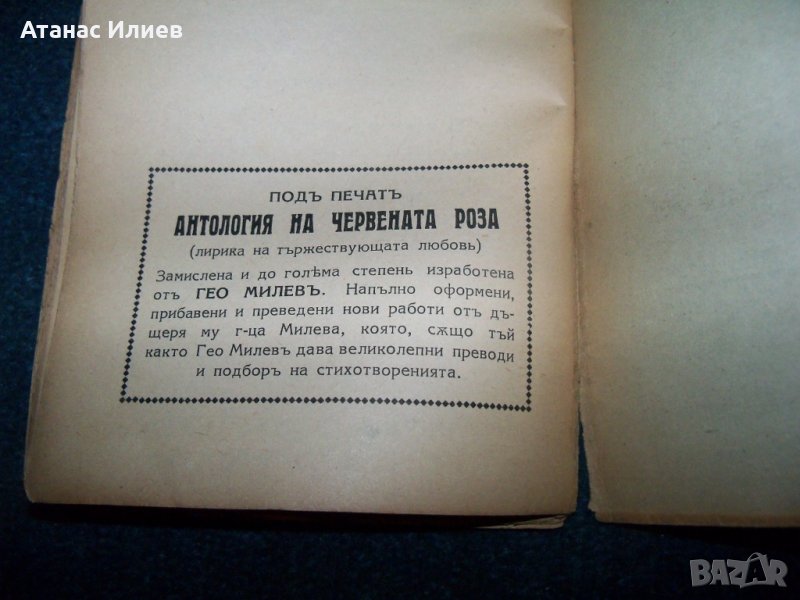 Атанас Илиев
ПОДЪ ПЕЧАТЪ
АНТОЛОГИЯ НА ЧЕРВЕНАТА РОЗА
(лирика на тържествующата любовь)
Замислена и до голѣма степень изработена
отъ ГЕО МИЛЕВЪ. Напълно оформени,
прибавени и преведени нови работи отъ дъ-
щеря му г-ца Милева, която, сѫщо тъй
както Гео Милевъ дава великолепни преводи
и подборъ на стихотворенията.
BAZAR